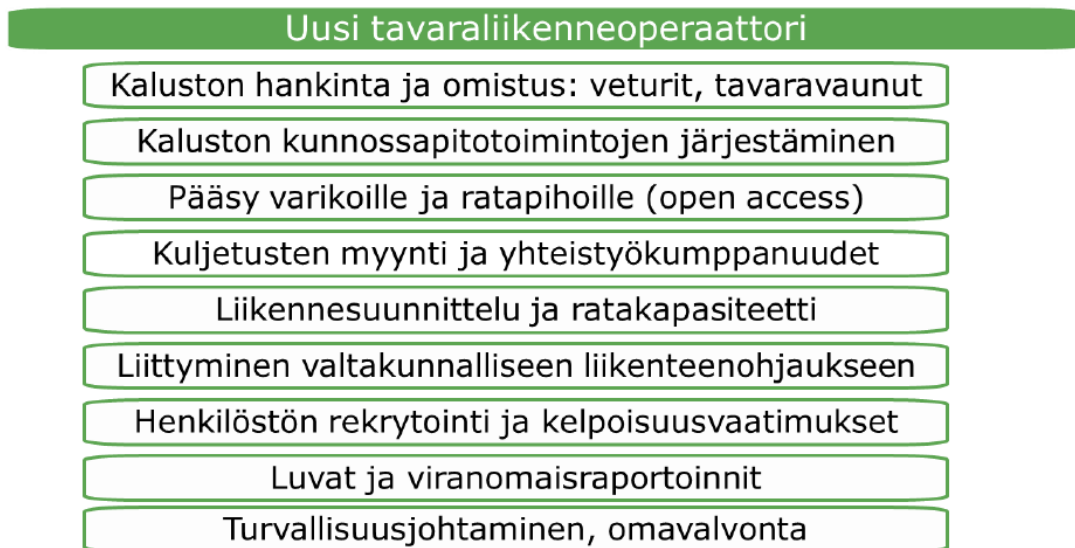 Uusi tavaraliikenneoperaattori
Kaluston hankinta ja omistus: veturit, tavaravaunut
Kaluston kunnossapitotoimintojen järjestäminen
Pääsy varikoille ja ratapihoille (open access)
Kuljetusten myynti ja yhteistyökumppanuudet
Liikennesuunnittelu ja ratakapasiteetti
Liittyminen valtakunnalliseen liikenteenohjaukseen
Henkilöstön rekrytointi ja kelpoisuusvaatimukset
Luvat ja viranomaisraportoinnit
Turvallisuusjohtaminen, omavalvonta